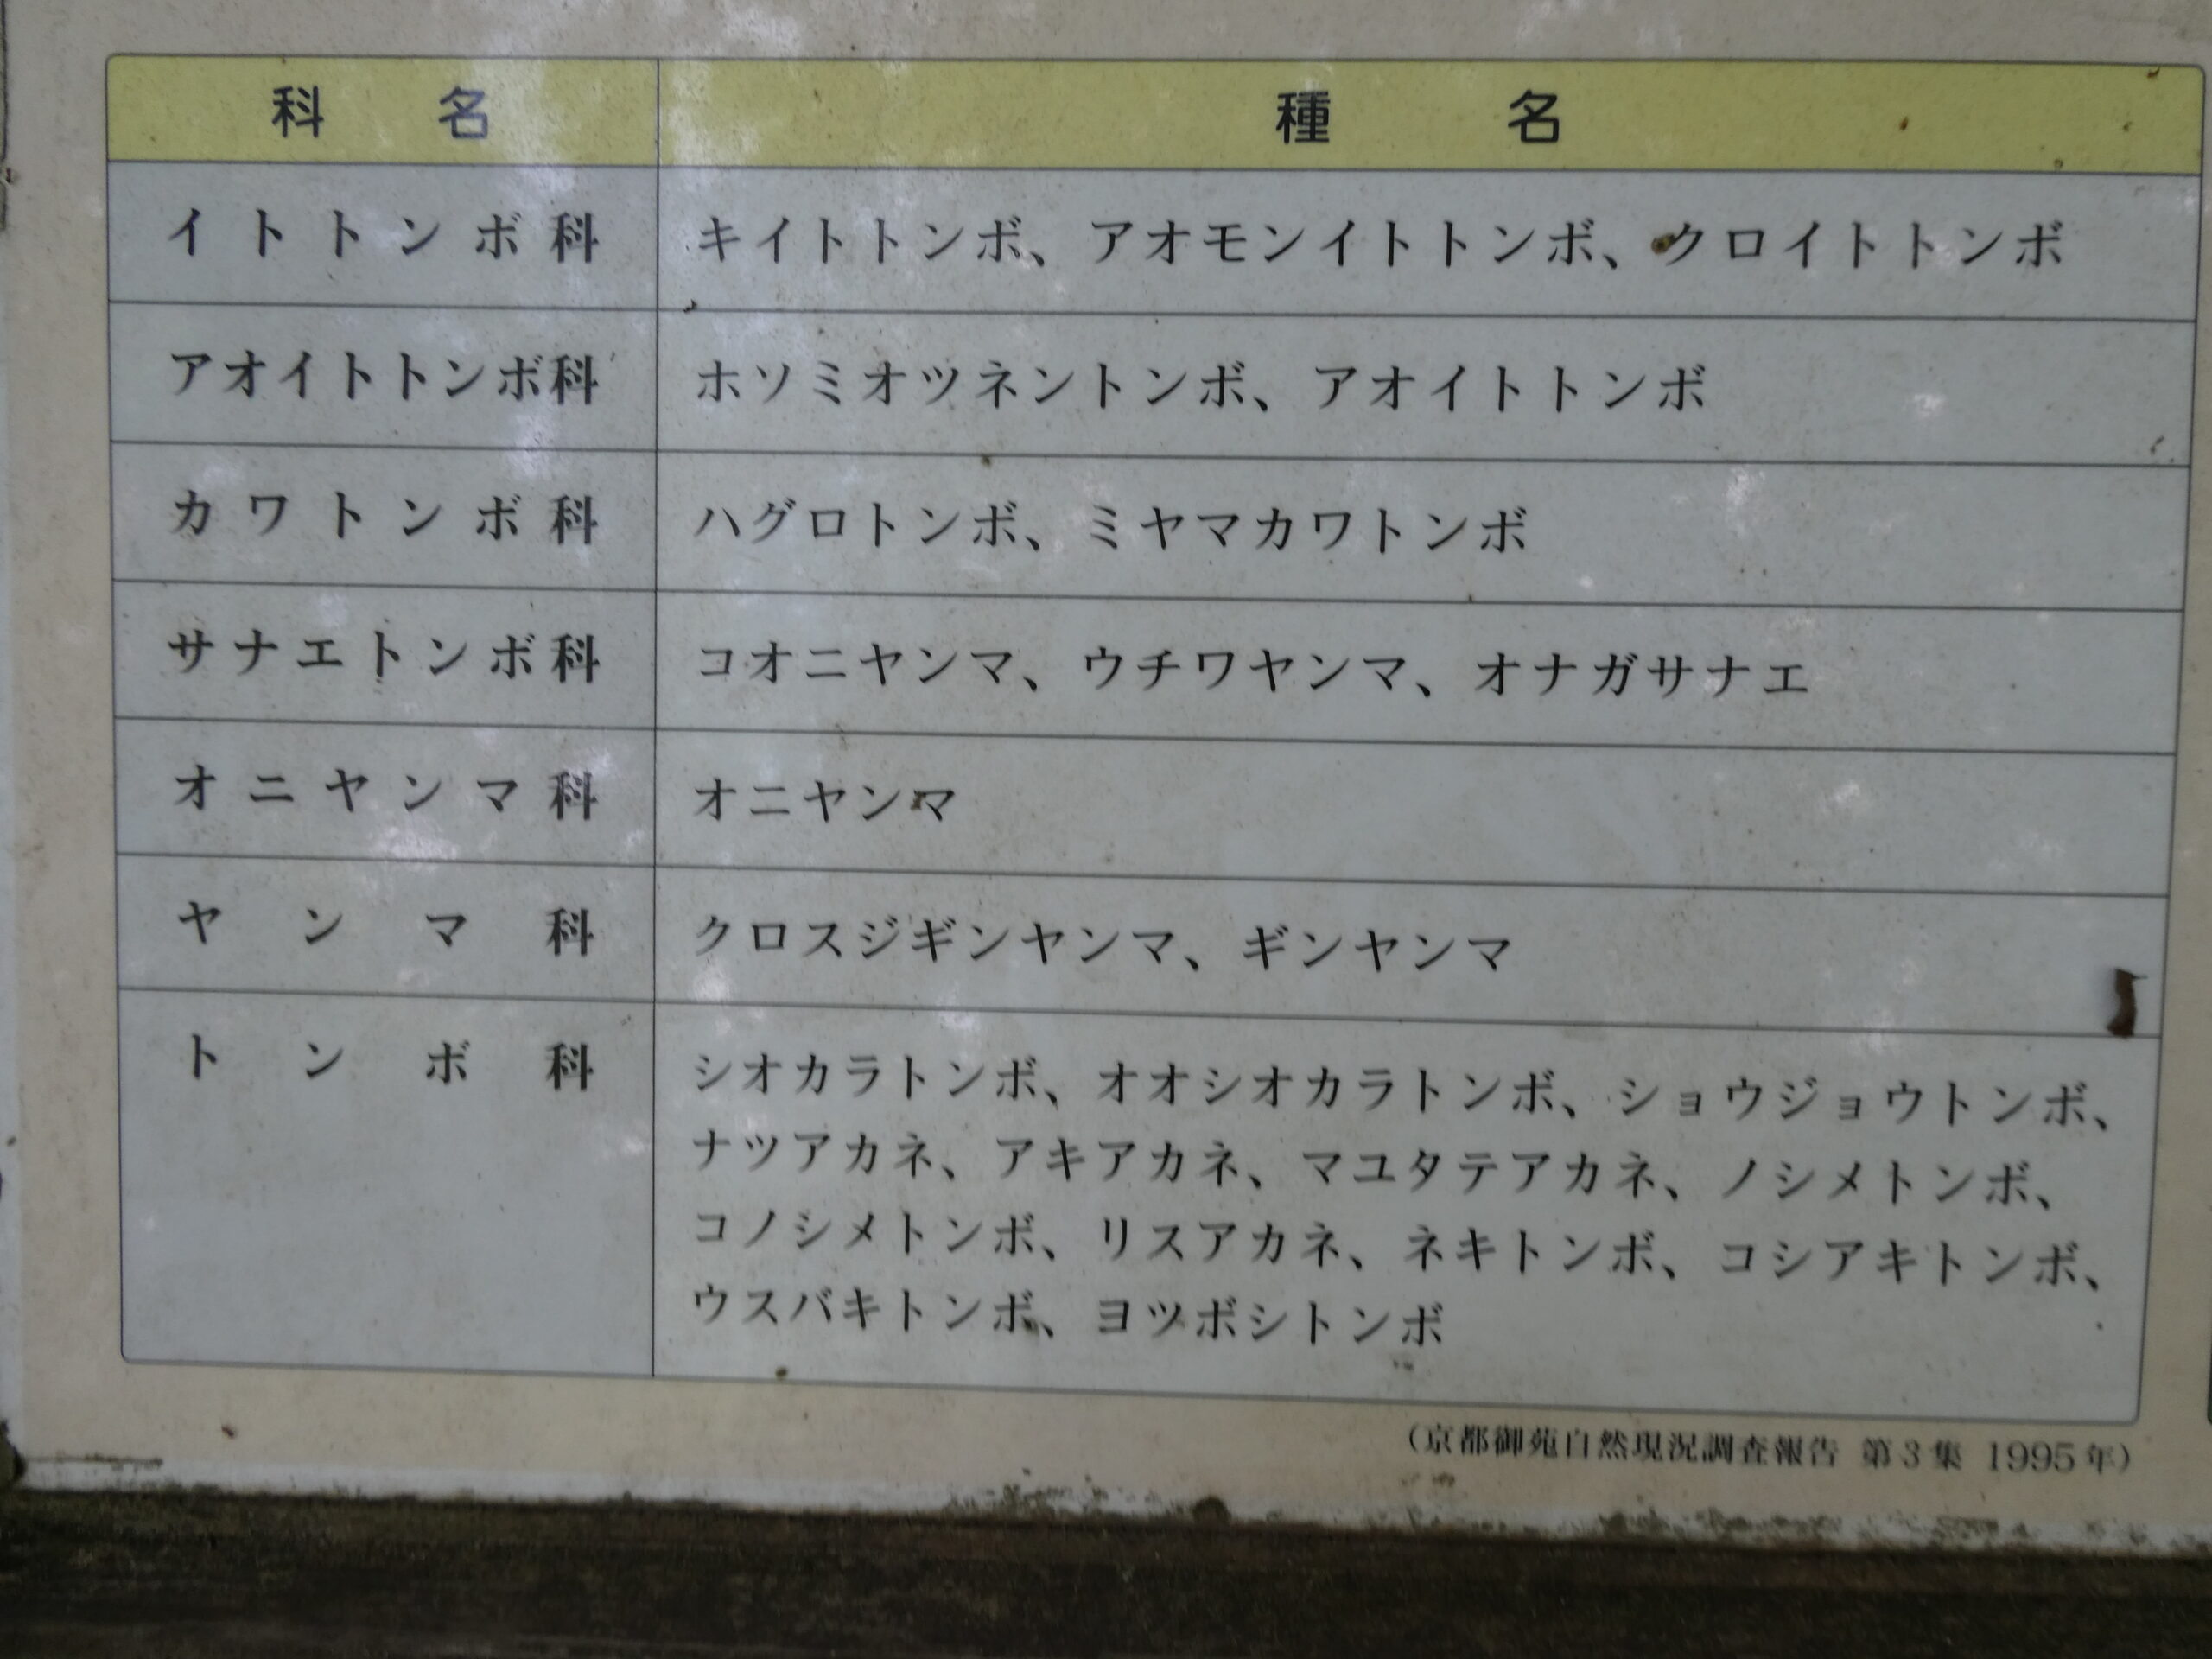 科名 種名
イトトンボ科 キイトトンボ、アオモンイトトンボ、クロイトトンボ
アオイトトンボ科 ホソミオツネントンボ、アオイトトンボ
カワトンボ科 ハグロトンボ、ミヤマカワトンボ
サナエトンボ科 コオニヤンマ、ウチワヤンマ、オナガサナエ
オニヤンマ科 オニヤンマ
ヤンマ科 クロスジギンヤンマ、ギンヤンマ
トンボ科 シオカラトンボ、オオシオカラトンボ、ショウジョウトンボ、
ナツアカネ、アキアカネ、マユタテアカネ、ノシメトンボ、
コノシメトンボ、リスアカネ、ネキトンボ、コシアキトンボ、
ウスバキトンボ、ヨツボシトンボ
（京都御苑自然現況調査報告 第3集 1995年）